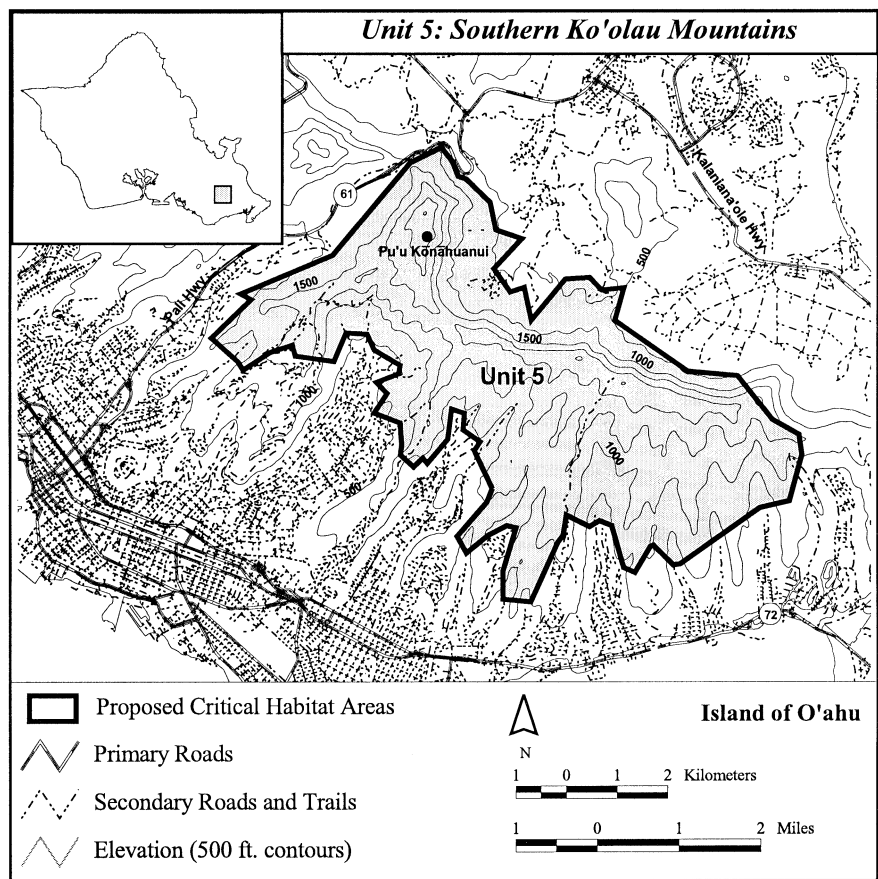 Unit 5: Southern Ko'olau Mountains
61
Kalaniana'ole Hwy
Pu'u Kōnāhuanui
500
Pali Hwy
1500
1500
1000
Unit 5
1000
1000
500
72
Proposed Critical Habitat Areas
Primary Roads
Secondary Roads and Trails
Elevation (500 ft. contours)
N
Island of O'ahu
1 0 1 2 Kilometers
1 0 1 2 Miles